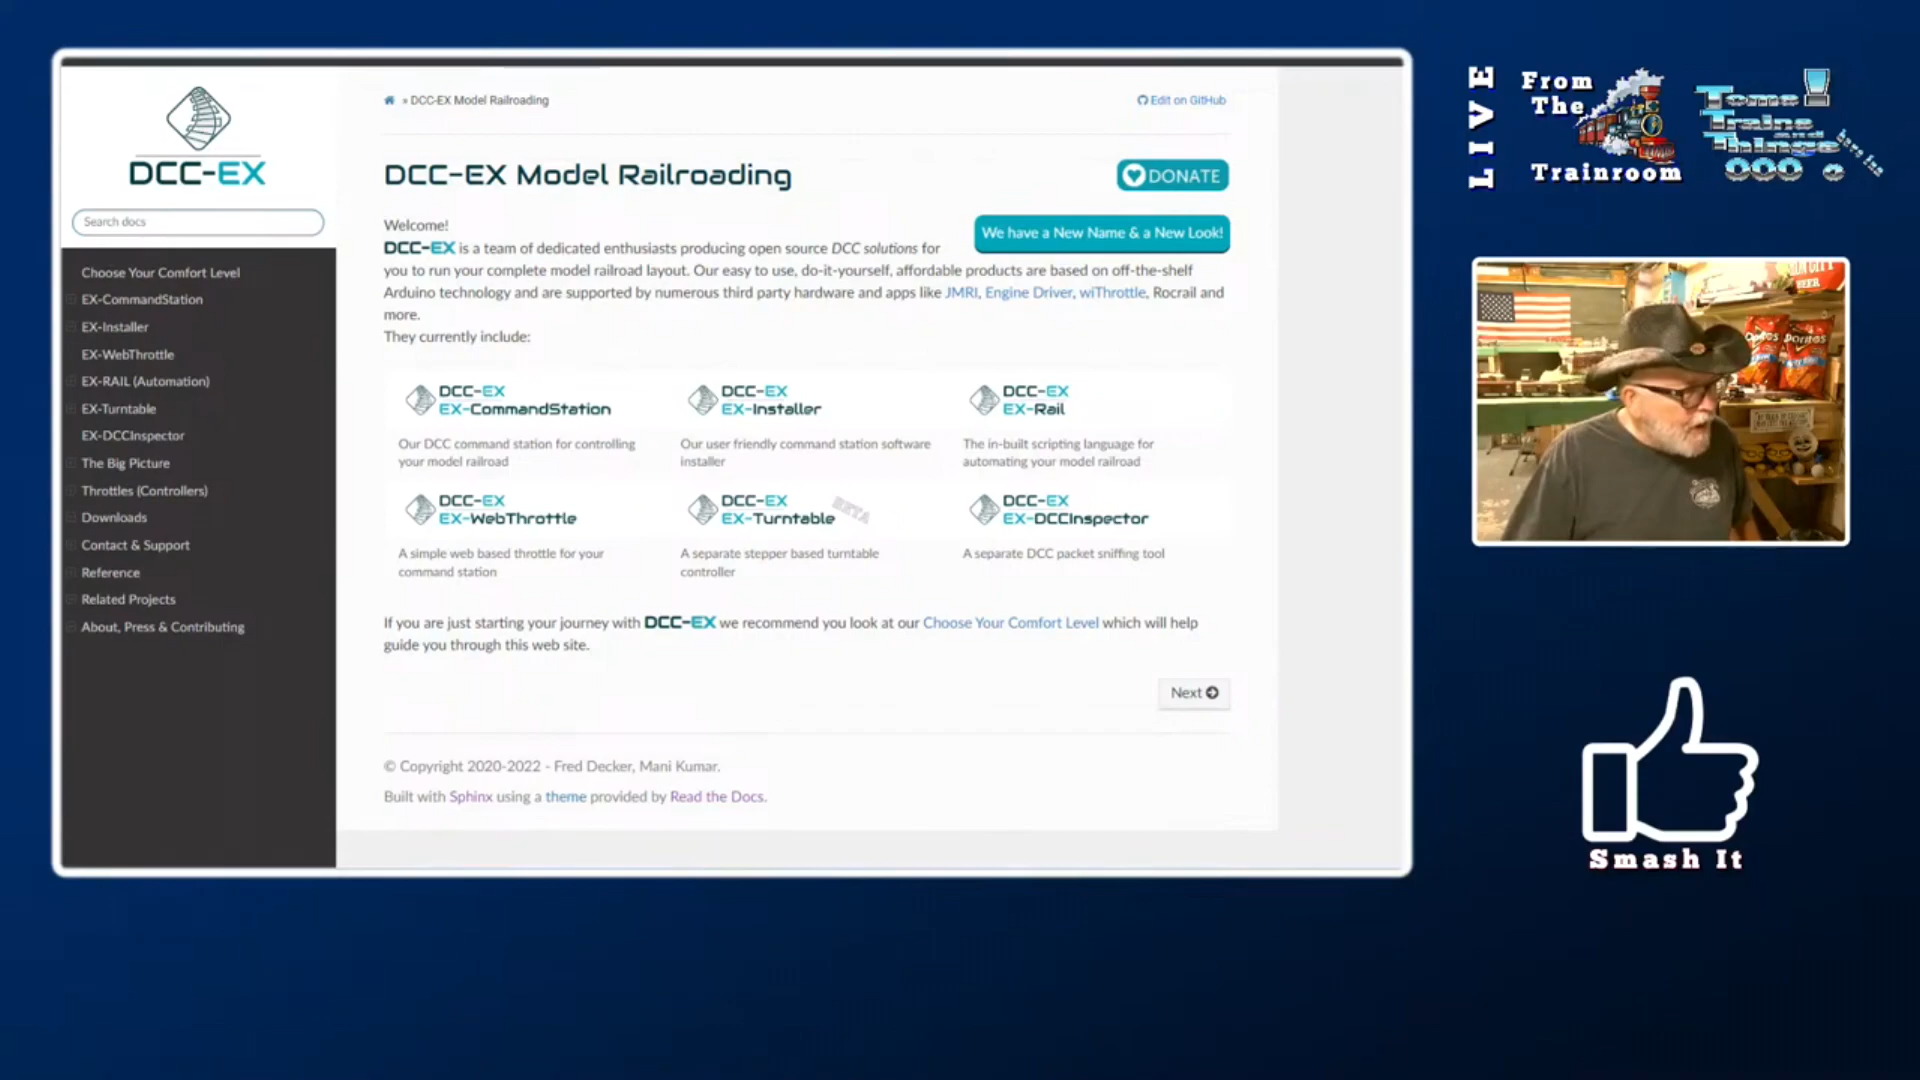 DCC-EX
Search docs
Choose Your Comfort Level
EX-CommandStation
EX-Installer
EX-WebThrottle
EX-RAIL (Automation)
EX-Turntable
EX-DCCInspector
The Big Picture
Throttles (Controllers)
Downloads
Contact & Support
Reference
Related Projects
About, Press & Contributing
» DCC-EX Model Railroading
Edit on GitHub
DCC-EX Model Railroading
DONATE
Welcome!
We have a New Name & a New Look!
DCC-EX is a team of dedicated enthusiasts producing open source DCC solutions for
you to run your complete model railroad layout. Our easy to use, do-it-yourself, affordable products are based on off-the-shelf
Arduino technology and are supported by numerous third party hardware and apps like JMRI, Engine Driver, wiThrottle, Rocrail and
more.
They currently include:
DCC-EX
EX-CommandStation
Our DCC command station for controlling
your model railroad
DCC-EX
EX-Installer
Our user friendly command station software
installer
DCC-EX
EX-Rail
The in-built scripting language for
automating your model railroad
DCC-EX
EX-WebThrottle
A simple web based throttle for your
command station
DCC-EX
EX-Turntable
BETA
A separate stepper based turntable
controller
DCC-EX
EX-DCCInspector
A separate DCC packet sniffing tool
If you are just starting your journey with DCC-EX we recommend you look at our Choose Your Comfort Level which will help
guide you through this web site.
Next
© Copyright 2020-2022 - Fred Decker, Mani Kumar.
Built with Sphinx using a theme provided by Read the Docs.
LIVE
From
The
Trainroom
Toms
Trains
and
Things
BEER
Doritos
Doritos
Smash It